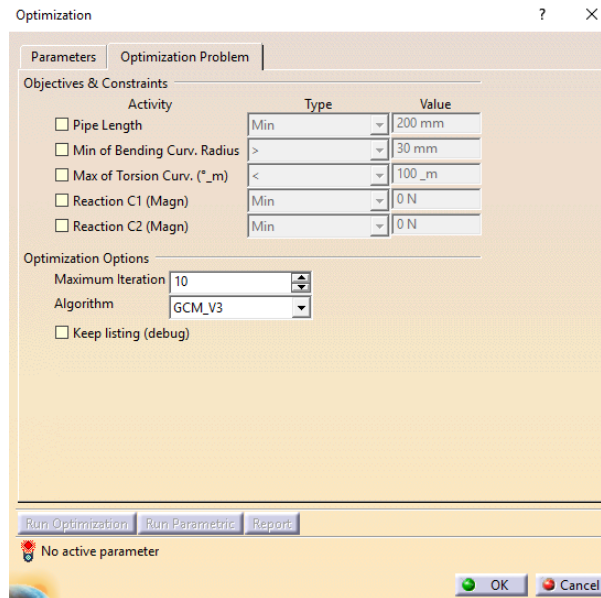 Optimization ? ×
Parameters Optimization Problem
Objectives & Constraints
Activity Type Value
Pipe Length Min 200 mm
Min of Bending Curv. Radius > 30 mm
Max of Torsion Curv. (°_m) < 100 _m
Reaction C1 (Magn) Min 0 N
Reaction C2 (Magn) Min 0 N
Optimization Options
Maximum Iteration 10
Algorithm GCM_V3
Keep listing (debug)
Run Optimization Run Parametric Report
No active parameter
OK Cancel